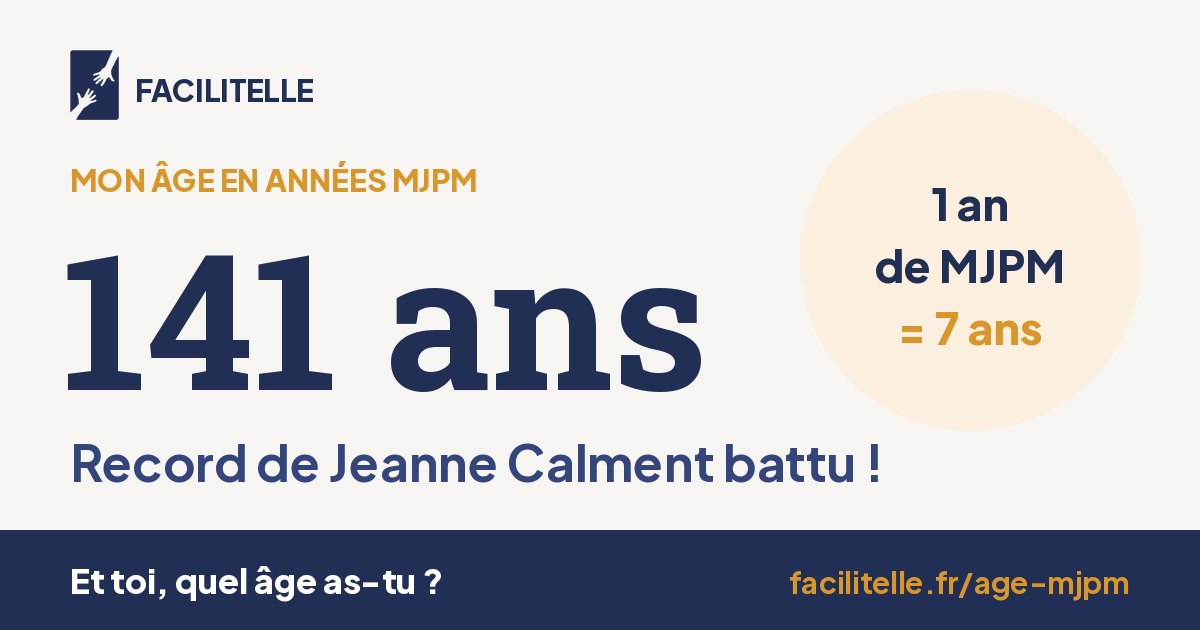 FACILITELLE
MON ÂGE EN ANNÉES MJPM
141 ans
Record de Jeanne Calment battu !
1 an
de MJPM
= 7 ans
Et toi, quel âge as-tu ?
facilitelle.fr/age-mjpm